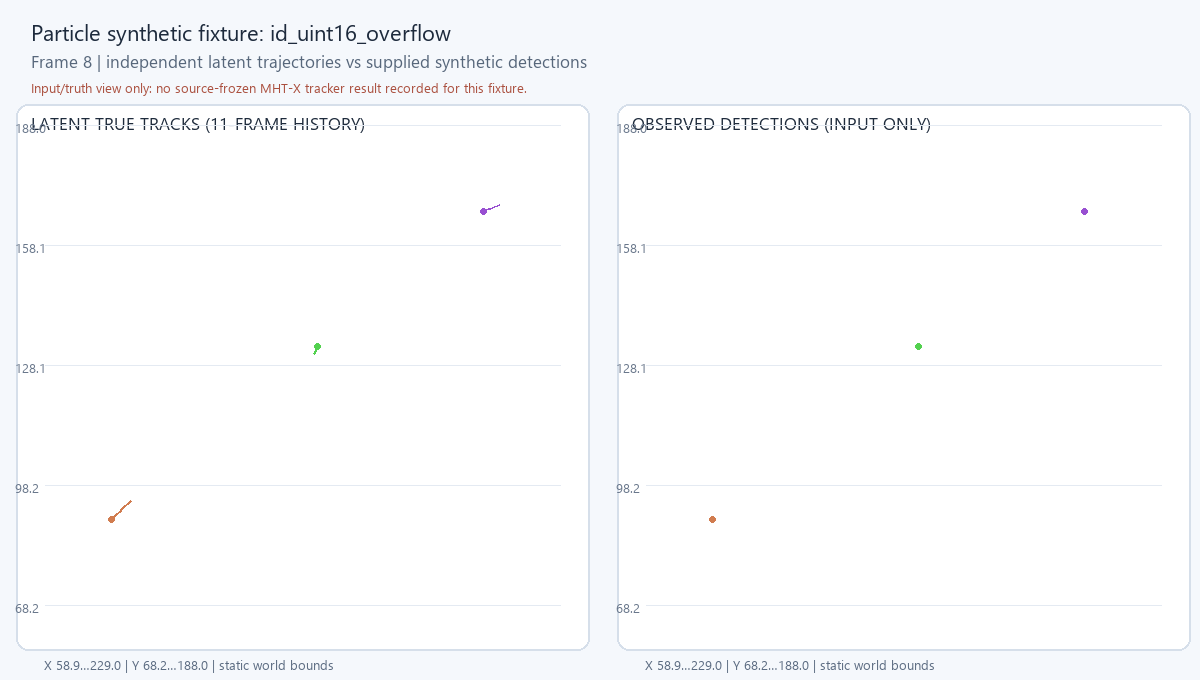 Particle synthetic fixture: id_uint16_overflow
Frame 8 | independent latent trajectories vs supplied synthetic detections
Input/truth view only: no source-frozen MHT-X tracker result recorded for this fixture.
LATENT TRUE TRACKS (11-FRAME HISTORY)
188.0
158.1
128.1
98.2
68.2
X 58.9...229.0 | Y 68.2...188.0 | static world bounds
OBSERVED DETECTIONS (INPUT ONLY)
188.0
158.1
128.1
98.2
68.2
X 58.9...229.0 | Y 68.2...188.0 | static world bounds